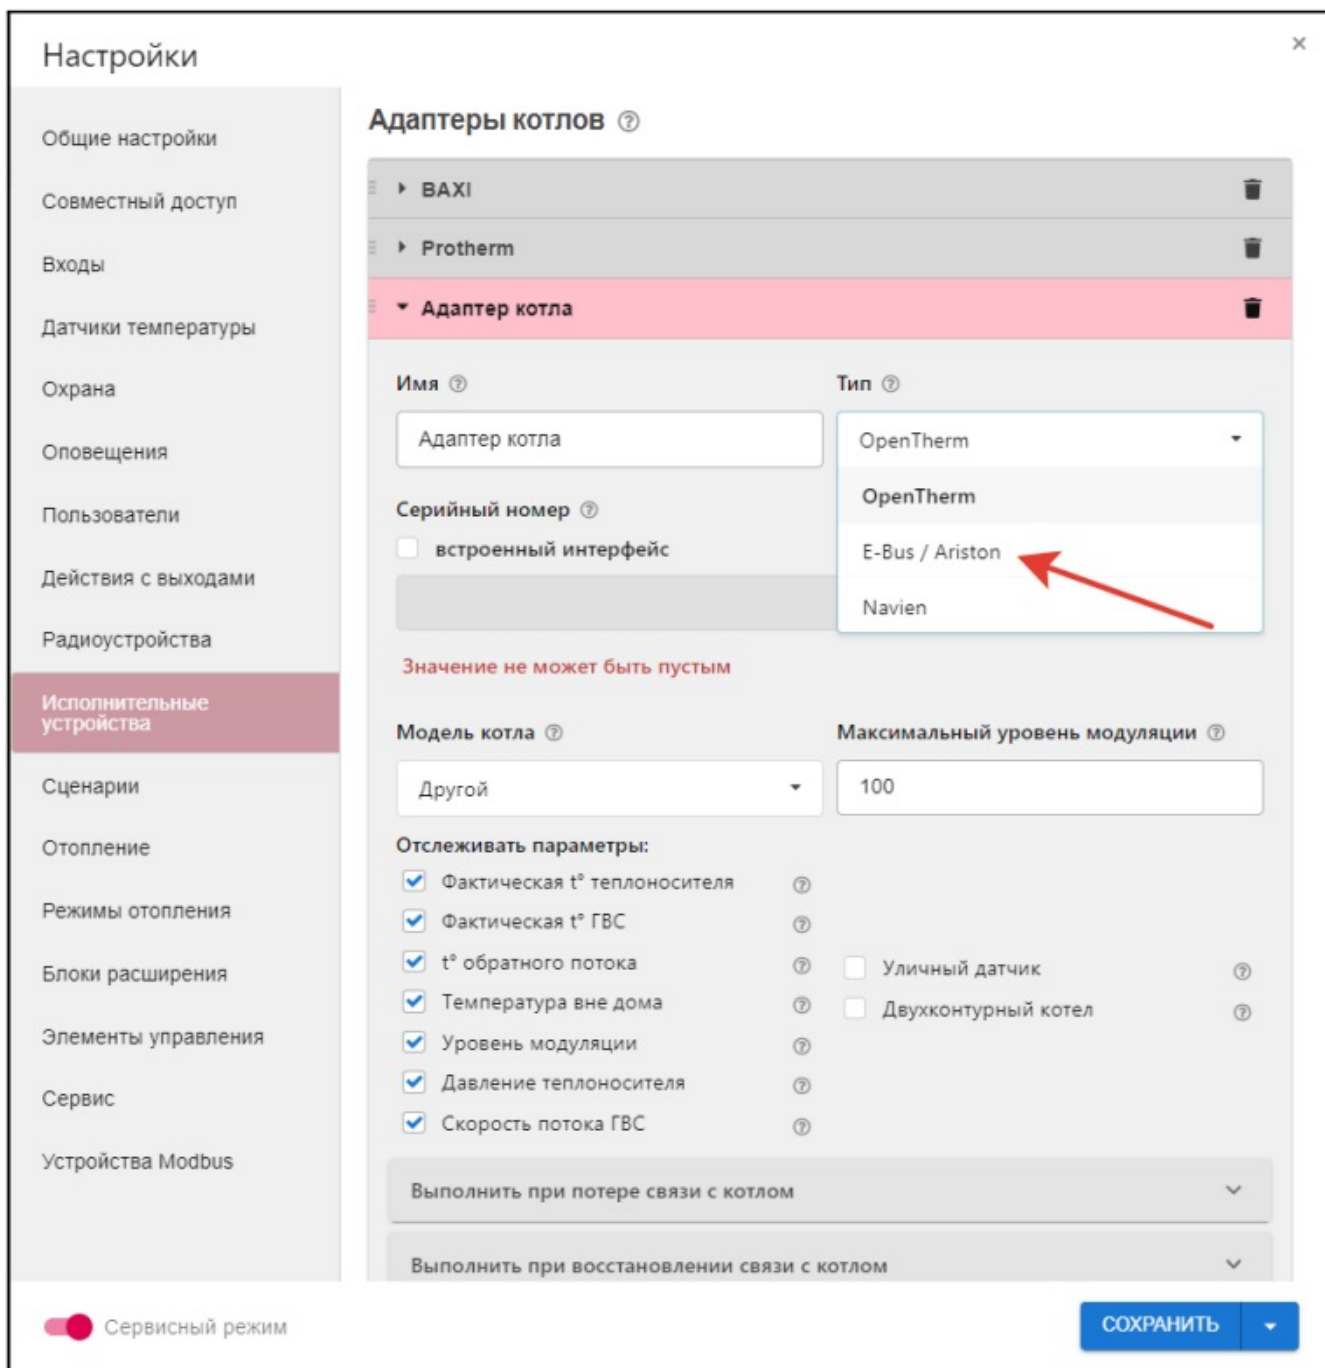 Настройки
Общие настройки
Совместный доступ
Входы
Датчики температуры
Охрана
Оповещения
Пользователи
Действия с выходами
Радиоустройства
Исполнительные
устройства
Сценарии
Отопление
Режимы отопления
Блоки расширения
Элементы управления
Сервис
Устройства Modbus
Адаптеры котлов
BAXI
Protherm
Адаптер котла
Имя
Тип
Адаптер котла
OpenTherm
OpenTherm
E-Bus / Ariston
Navien
Серийный номер
встроенный интерфейс
Значение не может быть пустым
Модель котла
Максимальный уровень модуляции
Другой
100
Отслеживать параметры:
Фактическая t° теплоносителя
Фактическая t° ГВС
t° обратного потока
Температура вне дома
Уровень модуляции
Давление теплоносителя
Скорость потока ГВС
Уличный датчик
Двухконтурный котел
Выполнить при потере связи с котлом
Выполнить при восстановлении связи с котлом
Сервисный режим
СОХРАНИТЬ